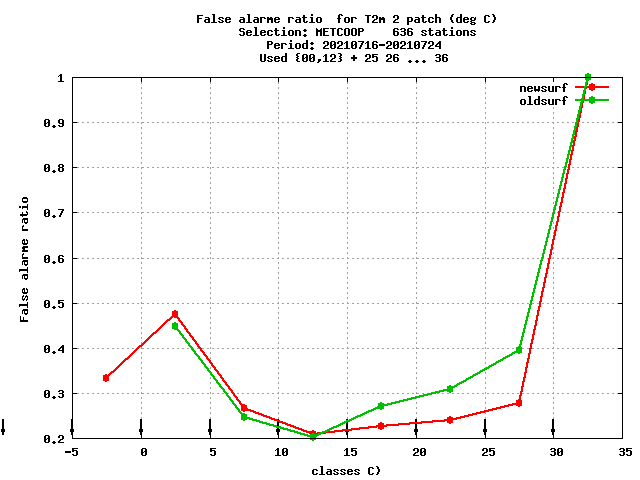 False alarme ratio  for T2m 2 patch (deg C)
Selection: METCOOP    636 stations
Period: 20210716-20210724
Used {00,12} + 25 26 ... 36
newsurf
oldsurf
1
0.9
0.8
0.7
0.6
0.5
0.4
0.3
0.2
False alarme ratio
-5 0 5 10 15 20 25 30 35
classes C)